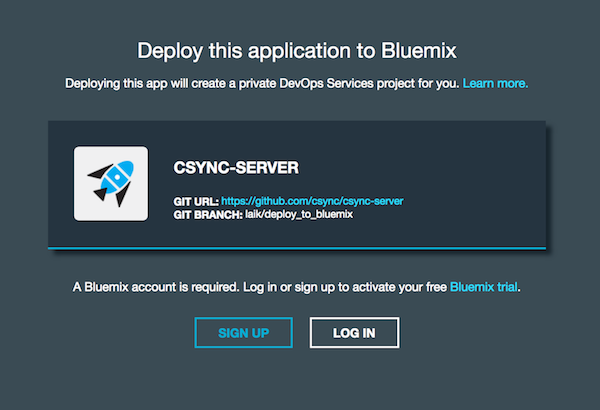 Deploy this application to Bluemix
Deploying this app will create a private DevOps Services project for you. Learn more.
CSYNC-SERVER
GIT URL: https://github.com/csync/csync-server
GIT BRANCH: laik/deploy_to_bluemix
A Bluemix account is required. Log in or sign up to activate your free Bluemix trial.
SIGN UP LOG IN